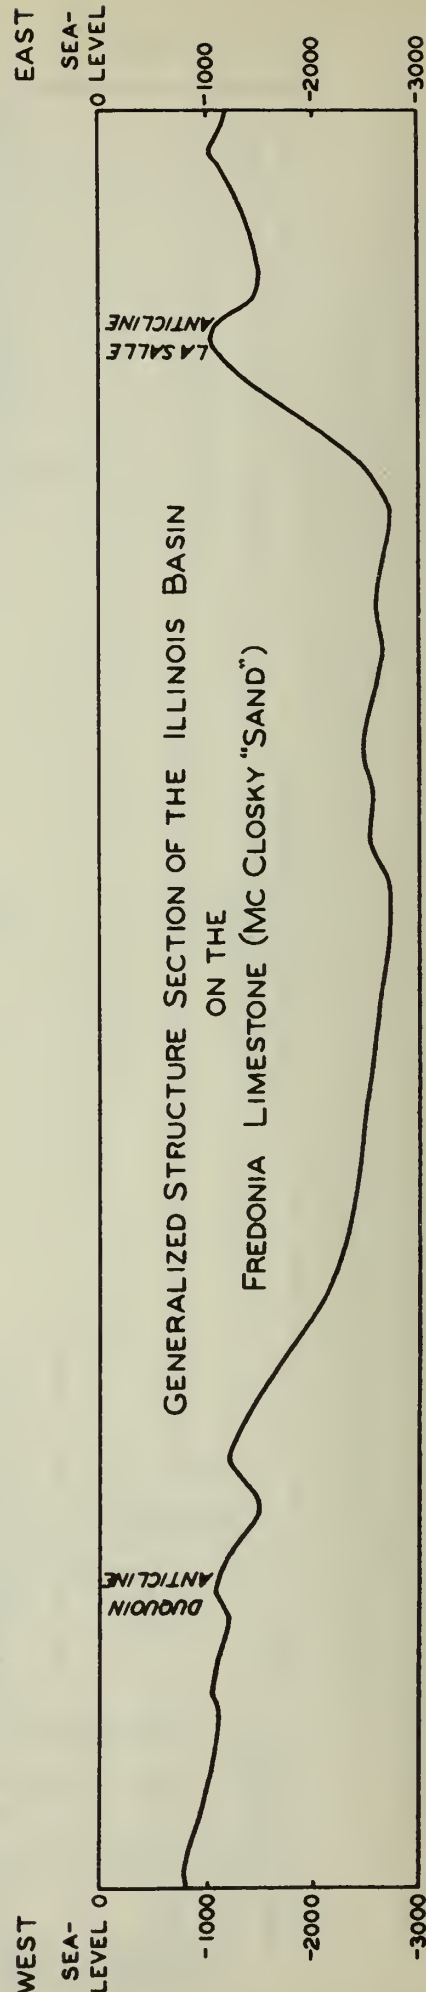 WEST
EAST
SEA-
LEVEL
0
-1000
-2000
-3000
SEA-
LEVEL
0
-1000
-2000
-3000
DUQUOIN
ANTICLINE
LA SALLE
ANTICLINE
GENERALIZED STRUCTURE SECTION OF THE ILLINOIS BASIN
ON THE
FREDONIA LIMESTONE (MC CLOSKY "SAND")